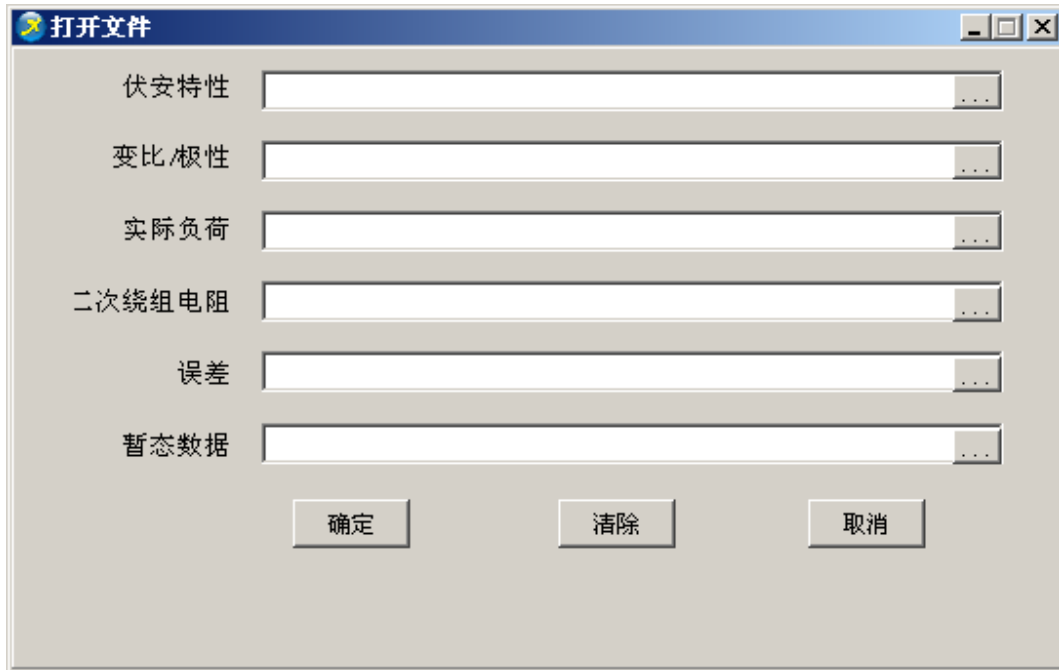 打开文件
伏安特性 ...
变比/极性 ...
实际负荷 ...
二次绕组电阻 ...
误差 ...
暂态数据 ...
确定 清除 取消